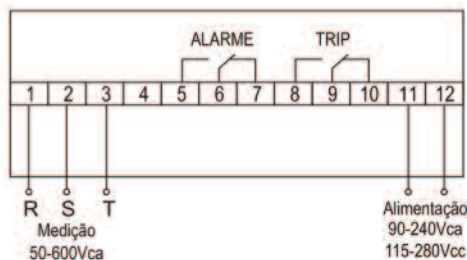 ALARME TRIP
1 2 3 4 5 6 7 8 9 10 11 12
R S T
Medição
50-600Vca
Alimentação
90-240Vca
115-280Vcc